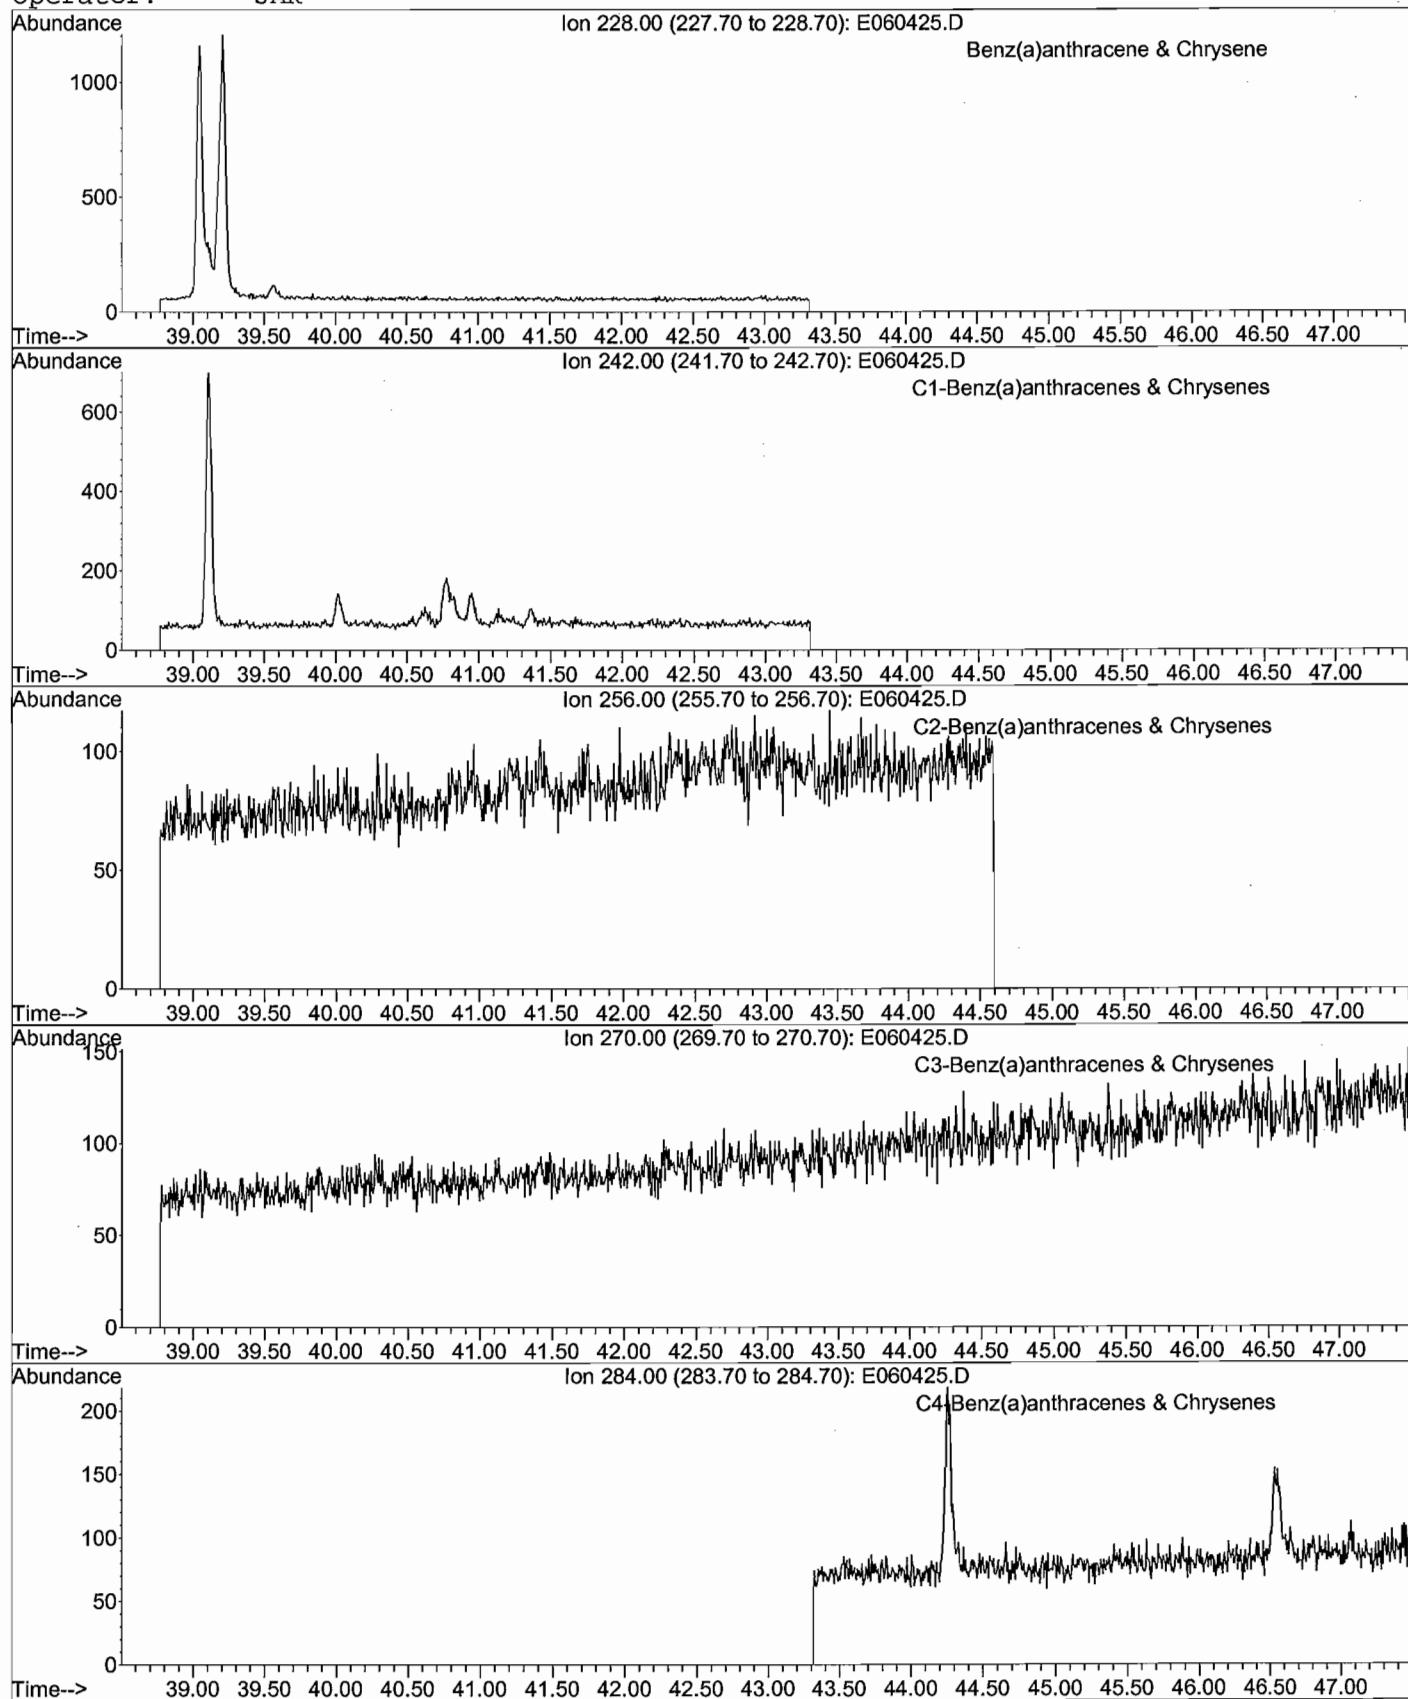 Operator:
Abundance Ion 228.00 (227.70 to 228.70): E060425.D
Benz(a)anthracene & Chrysene
1000
500
0
Time--> 39.00 39.50 40.00 40.50 41.00 41.50 42.00 42.50 43.00 43.50 44.00 44.50 45.00 45.50 46.00 46.50 47.00
Abundance Ion 242.00 (241.70 to 242.70): E060425.D
C1-Benz(a)anthracenes & Chrysenes
600
400
200
0
Time--> 39.00 39.50 40.00 40.50 41.00 41.50 42.00 42.50 43.00 43.50 44.00 44.50 45.00 45.50 46.00 46.50 47.00
Abundance Ion 256.00 (255.70 to 256.70): E060425.D
C2-Benz(a)anthracenes & Chrysenes
100
50
0
Time--> 39.00 39.50 40.00 40.50 41.00 41.50 42.00 42.50 43.00 43.50 44.00 44.50 45.00 45.50 46.00 46.50 47.00
Abundance Ion 270.00 (269.70 to 270.70): E060425.D
150
C3-Benz(a)anthracenes & Chrysenes
100
50
0
Time--> 39.00 39.50 40.00 40.50 41.00 41.50 42.00 42.50 43.00 43.50 44.00 44.50 45.00 45.50 46.00 46.50 47.00
Abundance Ion 284.00 (283.70 to 284.70): E060425.D
C4-Benz(a)anthracenes & Chrysenes
200
150
100
50
0
Time--> 39.00 39.50 40.00 40.50 41.00 41.50 42.00 42.50 43.00 43.50 44.00 44.50 45.00 45.50 46.00 46.50 47.00